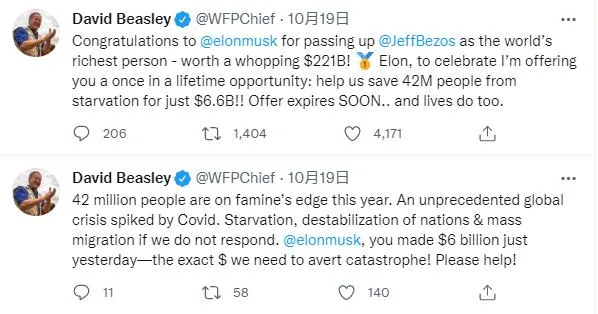 David Beasley @WFPChief · 10月19日
Congratulations to @elonmusk for passing up @JeffBezos as the world's
richest person - worth a whopping $221B! 🥇 Elon, to celebrate I'm offering
you a once in a lifetime opportunity: help us save 42M people from
starvation for just $6.6B!! Offer expires SOON.. and lives do too.
206 1,404 4,171
David Beasley @WFPChief · 10月19日
42 million people are on famine's edge this year. An unprecedented global
crisis spiked by Covid. Starvation, destabilization of nations & mass
migration if we do not respond. @elonmusk, you made $6 billion just
yesterday—the exact $ we need to avert catastrophe! Please help!
11 58 140